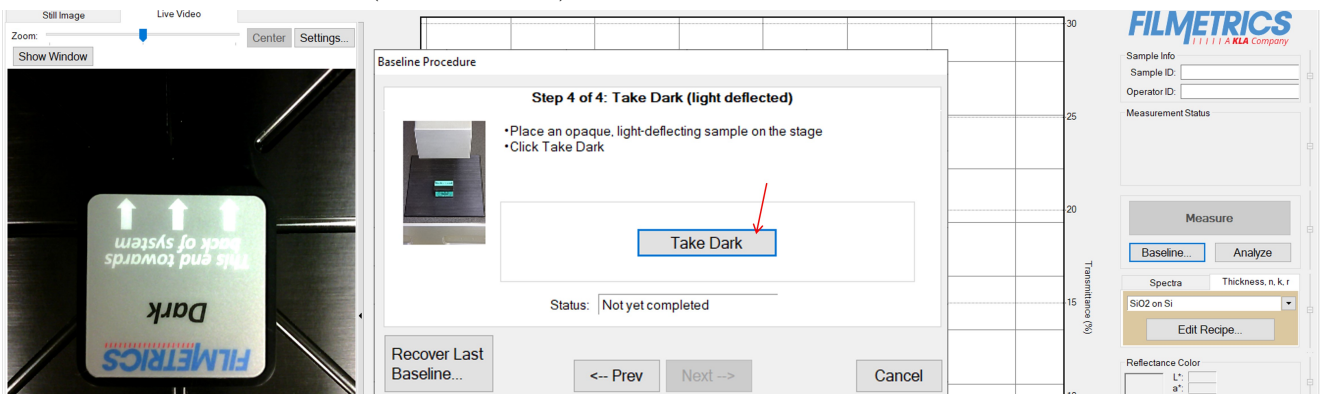 Still Image
Live Video
Zoom:
Center
Settings...
Show Window
This end towards
back of system
Dark
FILMETRICS
Baseline Procedure
Step 4 of 4: Take Dark (light deflected)
•Place an opaque, light-deflecting sample on the stage
•Click Take Dark
Take Dark
Status: Not yet completed
Recover Last
Baseline...
<-- Prev
Next -->
Cancel
30
25
20
15
Transmittance (%)
FILMETRICS
A KLA Company
Sample Info
Sample ID:
Operator ID:
Measurement Status
Measure
Baseline...
Analyze
Spectra
Thickness, n, k, r
SiO2 on Si
Edit Recipe...
Reflectance Color
L*:
a*: